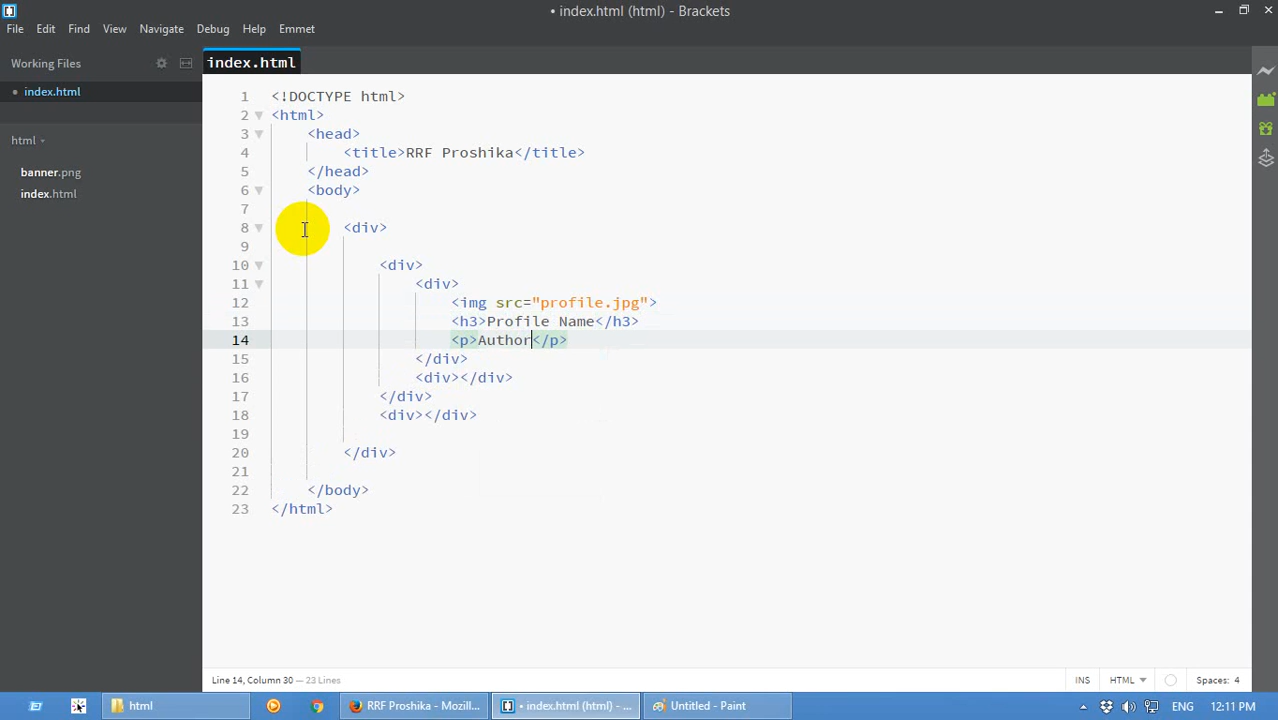 • index.html (html) - Brackets
File Edit Find View Navigate Debug Help Emmet
Working Files
• index.html
html
banner.png
index.html
index.html
1 <!DOCTYPE html>
2 <html>
3 <head>
4 <title>RRF Proshika</title>
5 </head>
6 <body>
7
8 <div>
9
10 <div>
11 <div>
12 <img src="profile.jpg">
13 <h3>Profile Name</h3>
14 <p>Author</p>
15 </div>
16 <div></div>
17 </div>
18 <div></div>
19
20 </div>
21
22 </body>
23 </html>
Line 14, Column 30 — 23 Lines
INS HTML Spaces: 4
html RRF Proshika - Mozill... • index.html (html) - ... Untitled - Paint ENG 12:11 PM